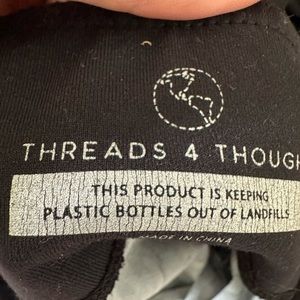 THREADS 4 THOUGH
THIS PRODUCT IS KEEPING
PLASTIC BOTTLES OUT OF LANDFILLS
MADE IN CHINA